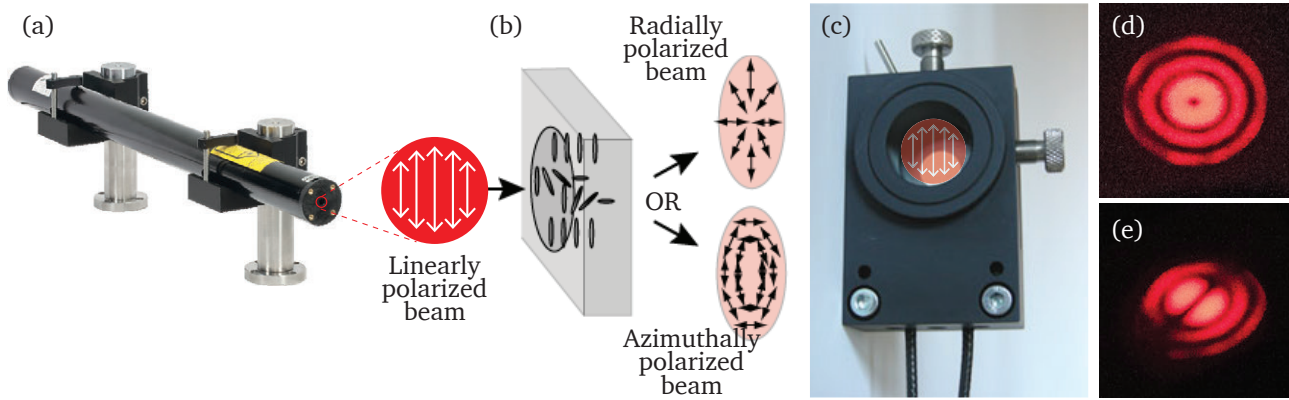 (a)
(b)
(c)
(d)
(e)
Linearly
polarized
beam
Radially
polarized
beam
OR
Azimuthally
polarized
beam